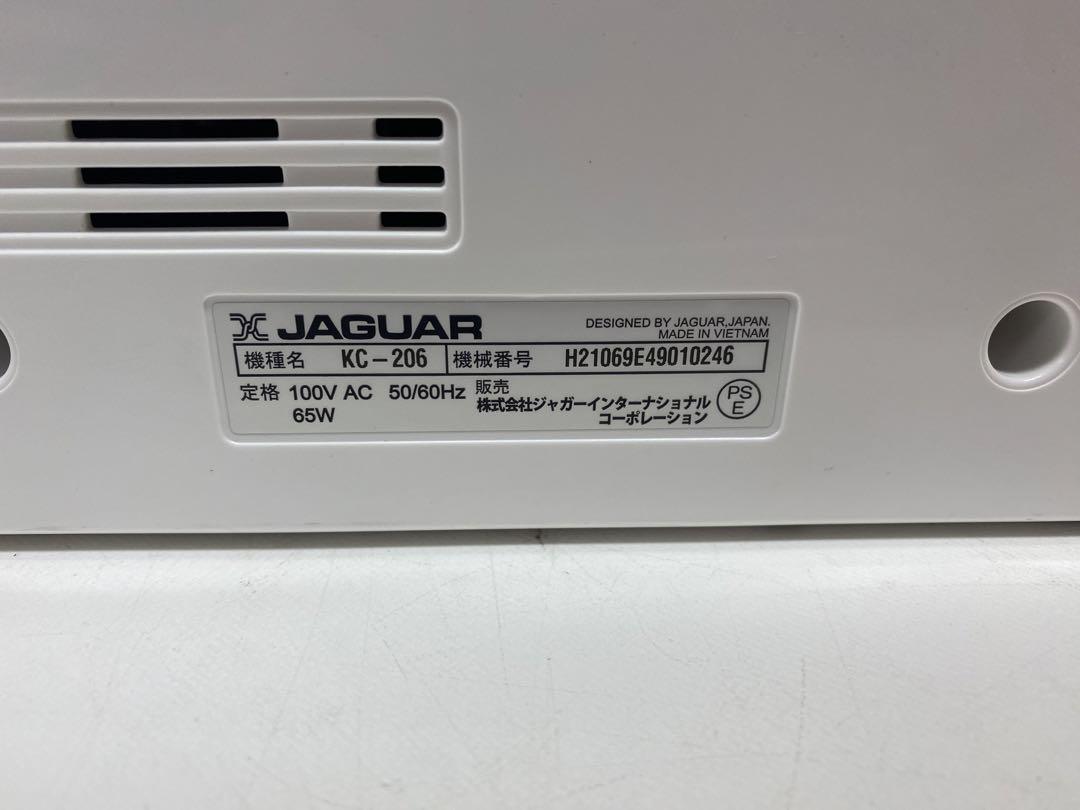 JAGUAR
DESIGNED BY JAGUAR,JAPAN.
MADE IN VIETNAM
機種名 KC-206 機械番号 H21069E49010246
定格 100V AC 50/60Hz 販売
65W 株式会社ジャガーインターナショナル
コーポレーション
PS
E